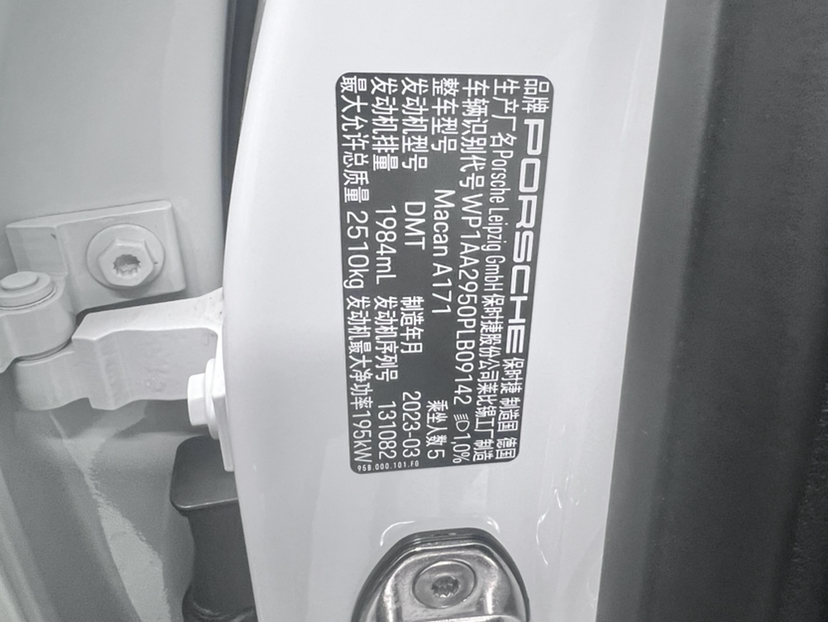 品牌 PORSCHE 保时捷 制造国 德国
生产厂名 Porsche Leipzig GmbH 保时捷股份公司莱比锡工厂制造
车辆识别代号 WP1AA2950PLB09142 1,0%
整车型号 Macan A171 乘坐人数 5
发动机型号 DMT 制造年月 2023-03
发动机排量 1984mL 发动机序列号 131082
最大允许总质量 2510kg 发动机最大净功率 195kW
95B.000.101.FG